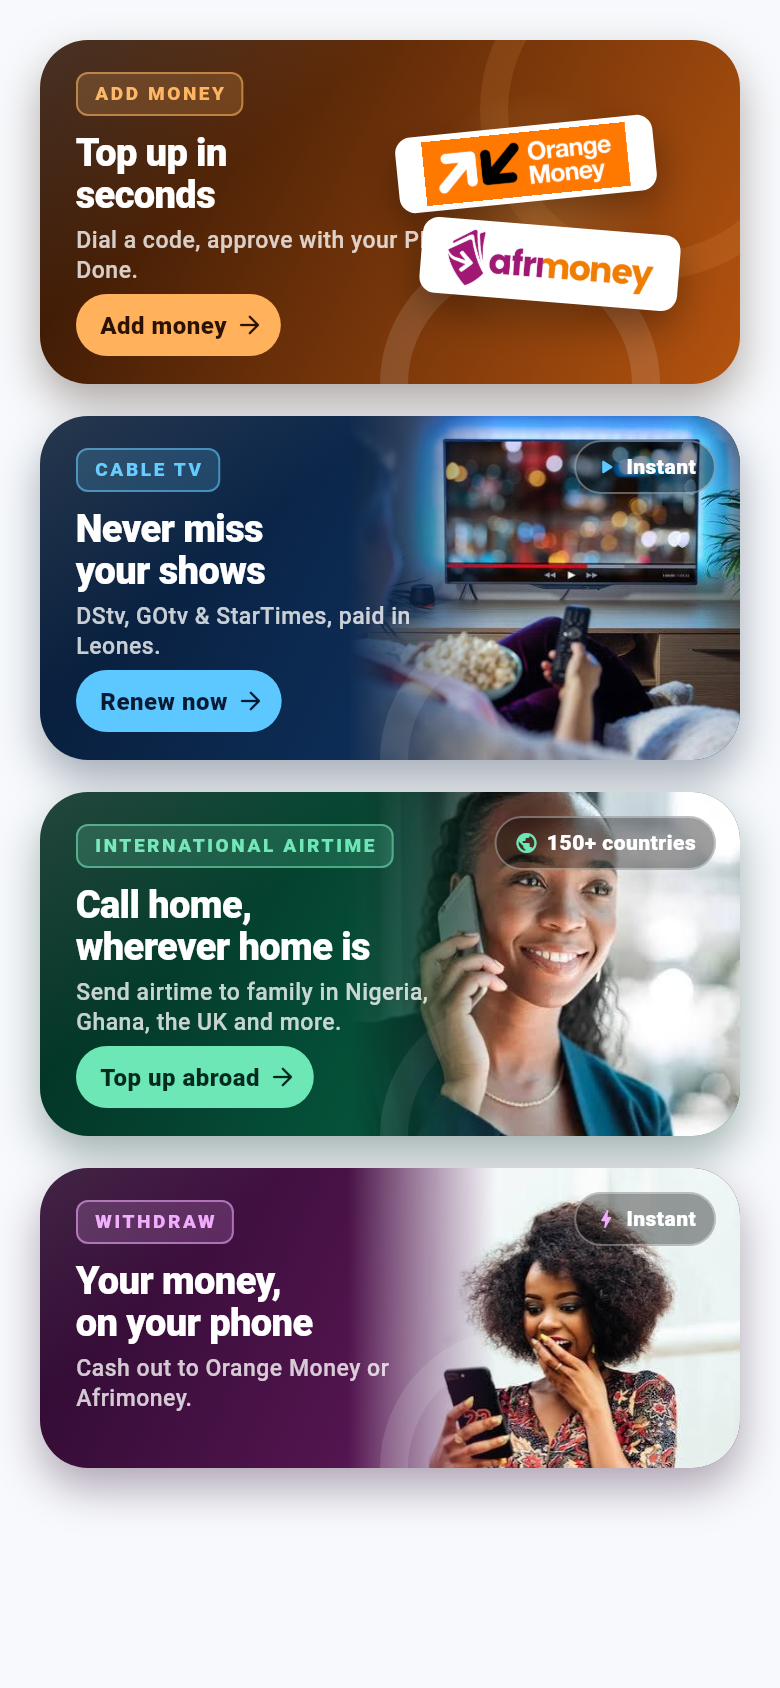 ADD MONEY
Top up in
seconds
Dial a code, approve with your
Done.
Add money
Orange
Money
afrimoney
CABLE TV
Instant
Never miss
your shows
DStv, GOtv & StarTimes, paid in
Leones.
Renew now
INTERNATIONAL AIRTIME
150+ countries
Call home,
wherever home is
Send airtime to family in Nigeria,
Ghana, the UK and more.
Top up abroad
WITHDRAW
Instant
Your money,
on your phone
Cash out to Orange Money or
Afrimoney.